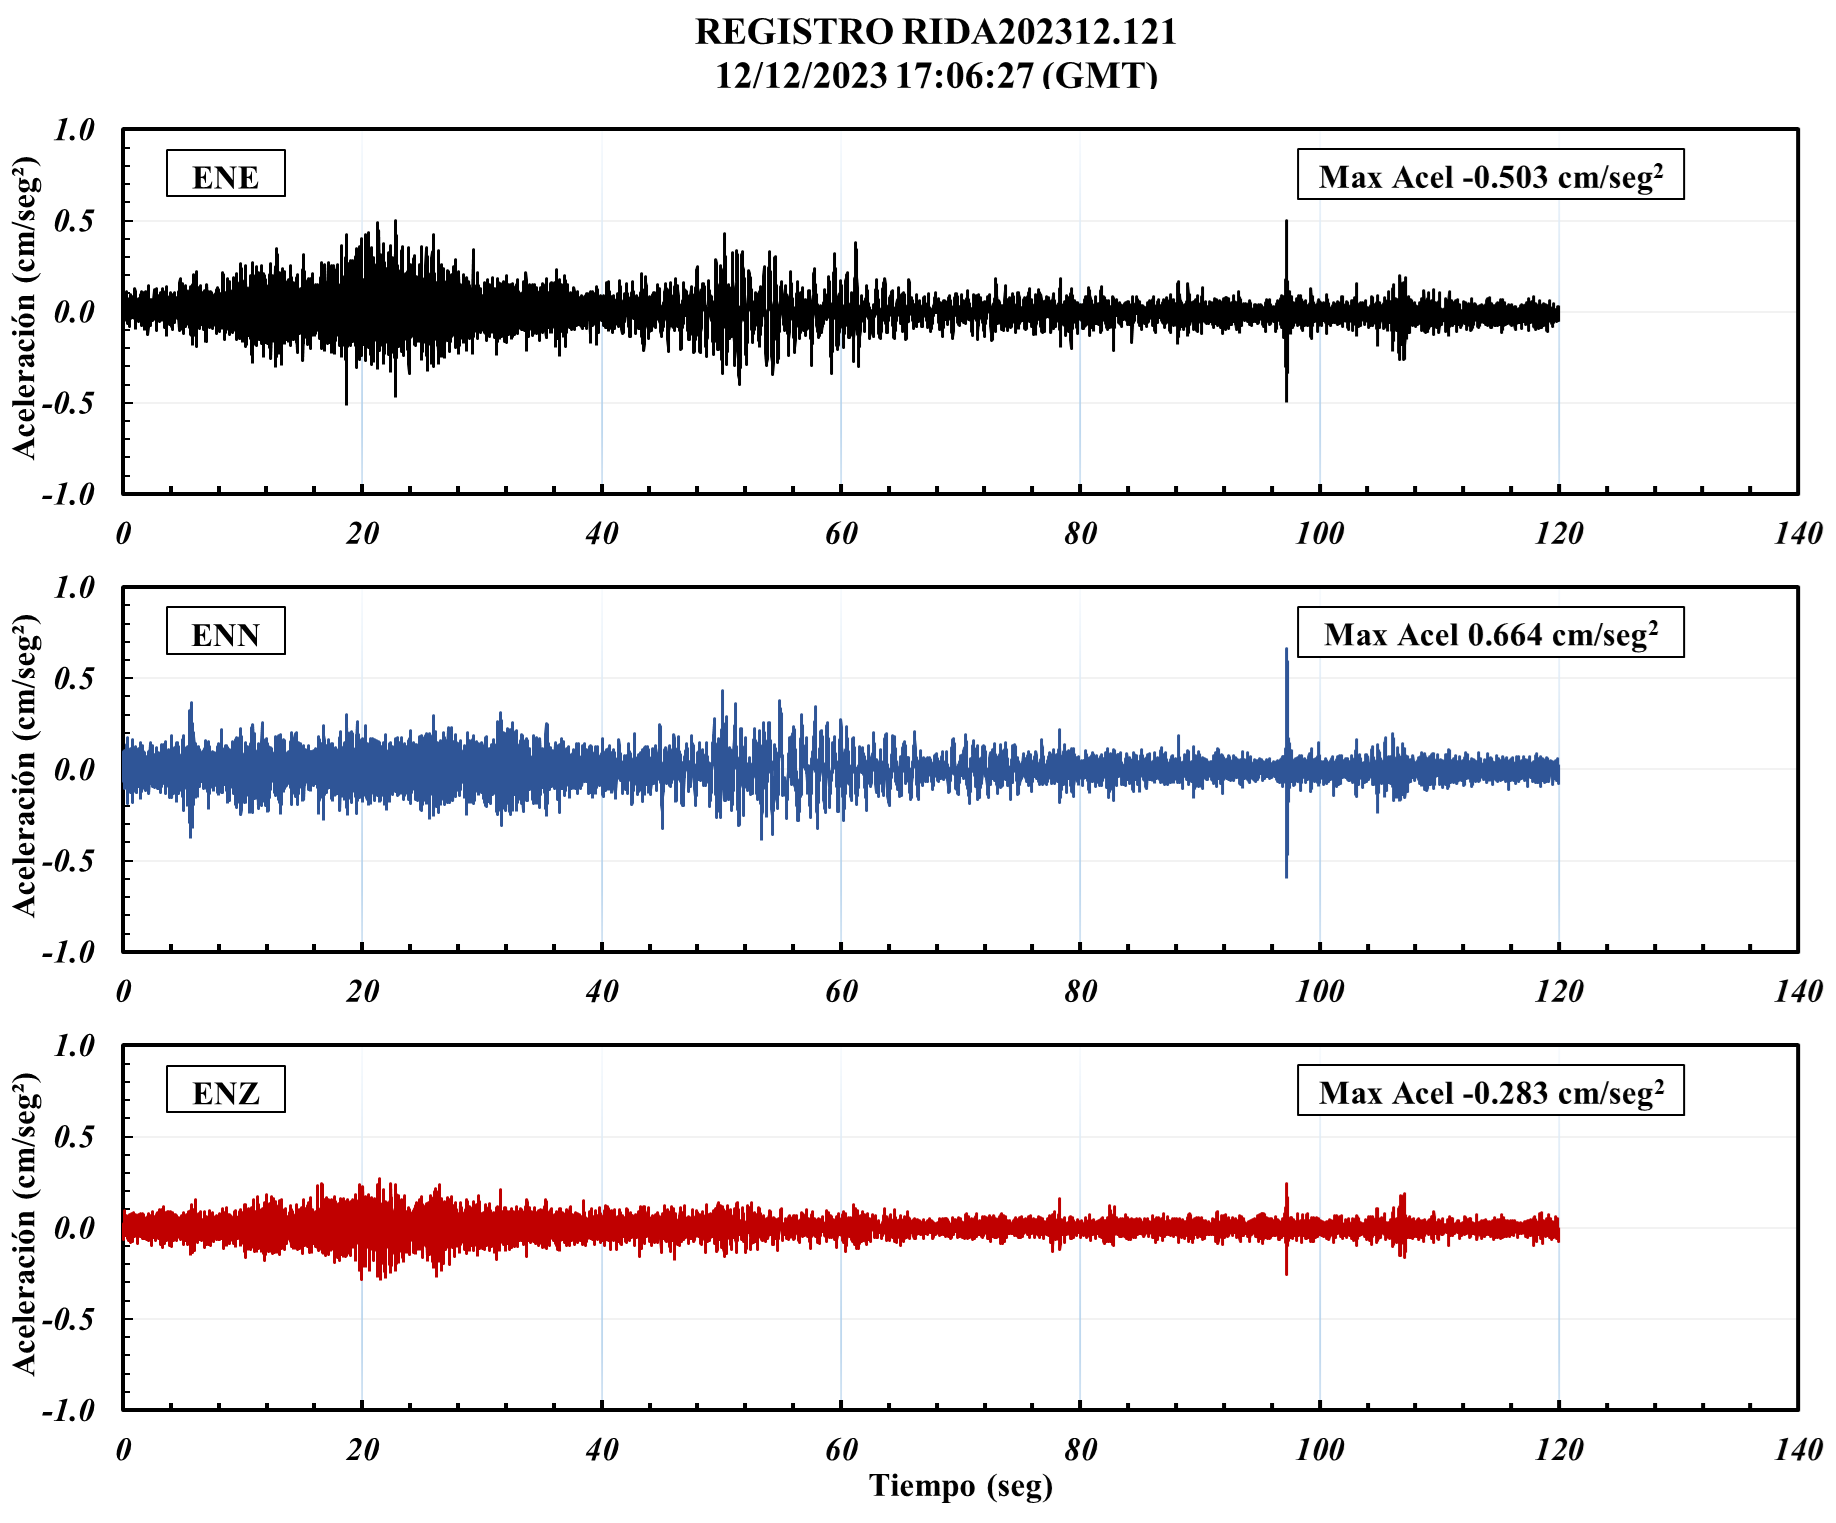 REGISTRO RIDA202312.121
12/12/2023 17:06:27 (GMT)
Aceleración (cm/seg²)
1.0
0.5
0.0
-0.5
-1.0
ENE
Max Acel -0.503 cm/seg²
0 20 40 60 80 100 120 140
Aceleración (cm/seg²)
1.0
0.5
0.0
-0.5
-1.0
ENN
Max Acel 0.664 cm/seg²
0 20 40 60 80 100 120 140
Aceleración (cm/seg²)
1.0
0.5
0.0
-0.5
-1.0
ENZ
Max Acel -0.283 cm/seg²
0 20 40 60 80 100 120 140
Tiempo (seg)